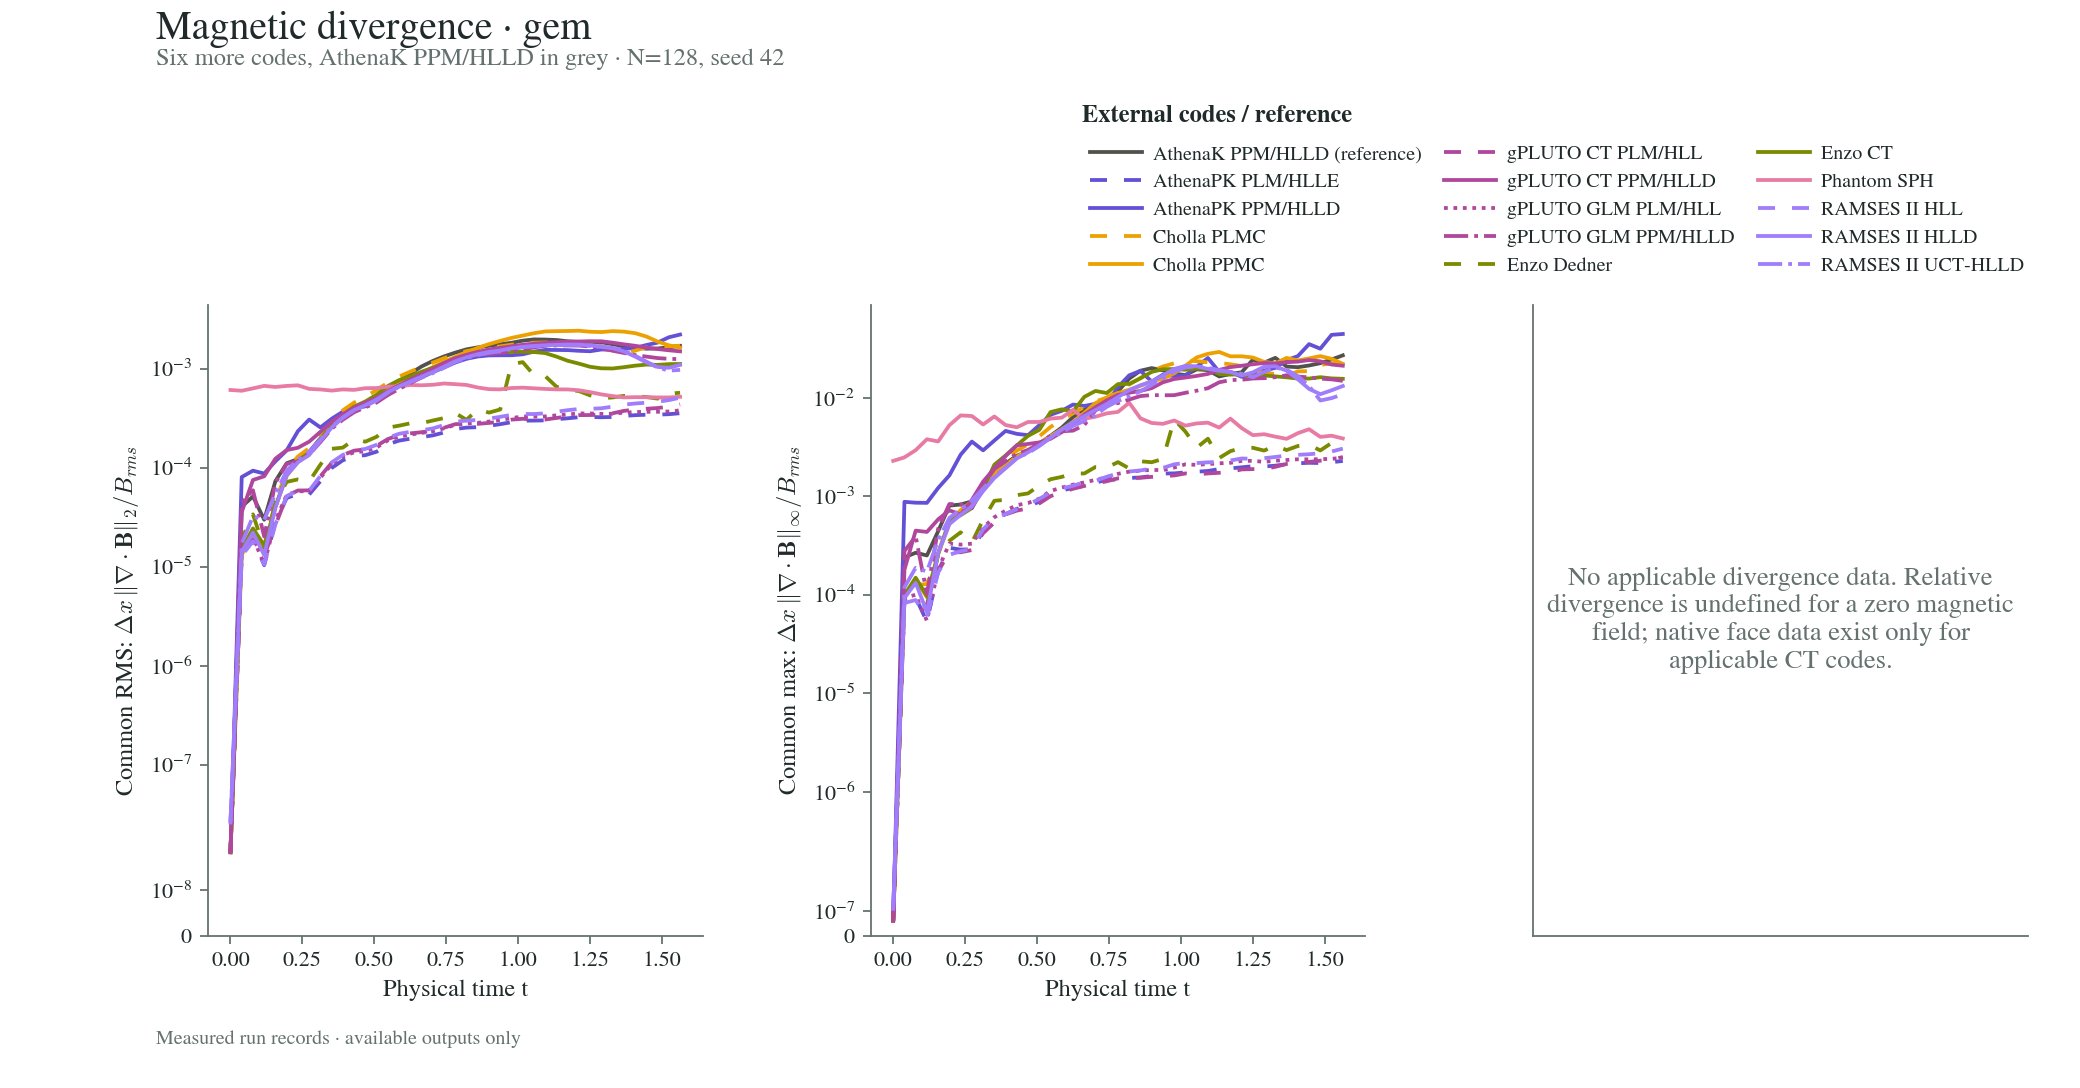 Magnetic divergence · gem
Six more codes, AthenaK PPM/HLLD in grey · N=128, seed 42
External codes / reference
AthenaK PPM/HLLD (reference)
AthenaPK PLM/HLLE
AthenaPK PPM/HLLD
Cholla PLMC
Cholla PPMC
gPLUTO CT PLM/HLL
gPLUTO CT PPM/HLLD
gPLUTO GLM PLM/HLL
gPLUTO GLM PPM/HLLD
Enzo Dedner
Enzo CT
Phantom SPH
RAMSES II HLL
RAMSES II HLLD
RAMSES II UCT-HLLD
Common RMS: Δx ‖∇ · B‖₂/B_rms
10⁻³
10⁻⁴
10⁻⁵
10⁻⁶
10⁻⁷
10⁻⁸
0
0.00 0.25 0.50 0.75 1.00 1.25 1.50
Physical time t
Common max: Δx ‖∇ · B‖∞/B_rms
10⁻²
10⁻³
10⁻⁴
10⁻⁵
10⁻⁶
10⁻⁷
0
0.00 0.25 0.50 0.75 1.00 1.25 1.50
Physical time t
No applicable divergence data. Relative
divergence is undefined for a zero magnetic
field; native face data exist only for
applicable CT codes.
Measured run records · available outputs only